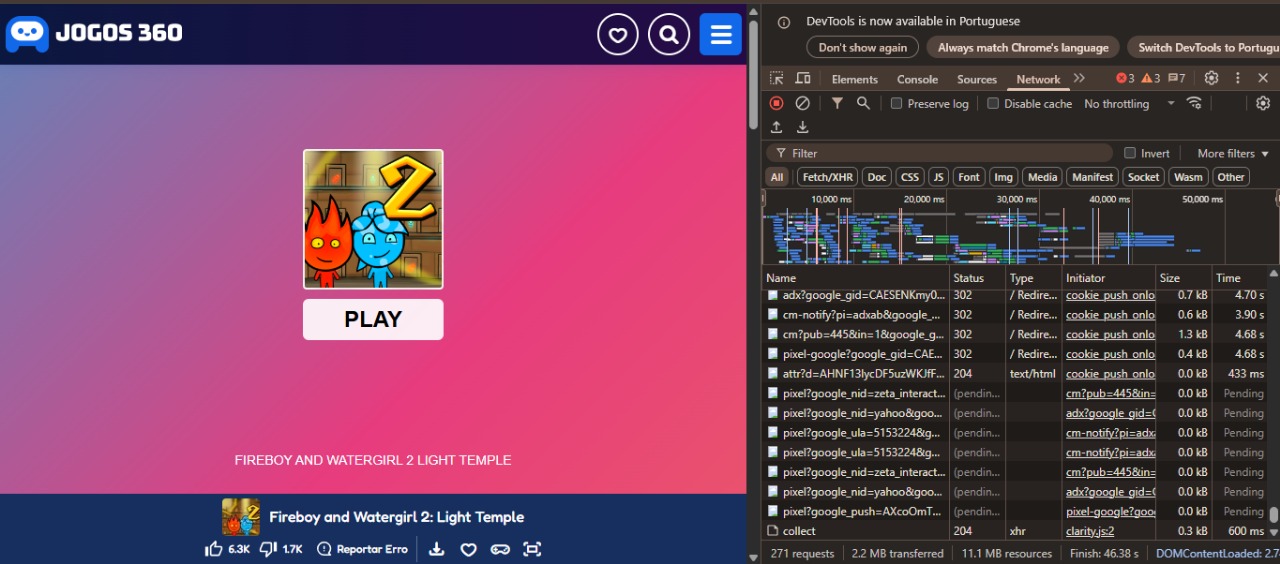 JOGOS 360
2
PLAY
FIREBOY AND WATERGIRL 2 LIGHT TEMPLE
Fireboy and Watergirl 2: Light Temple
6.3K 1.7K Reportar Erro
DevTools is now available in Portuguese
Don't show again Always match Chrome's language Switch DevTools to Portugu
Elements Console Sources Network 3 3 7
Preserve log Disable cache No throttling
Filter Invert More filters
All Fetch/XHR Doc CSS JS Font Img Media Manifest Socket Wasm Other
10,000 ms 20,000 ms 30,000 ms 40,000 ms 50,000 ms
Name Status Type Initiator Size Time
adx?google_gid=CAESENKmy0... 302 / Redire... cookie_push_onlo 0.7 kB 4.70 s
cm-notify?pi=adxab&google_... 302 / Redire... cookie_push_onlo 0.6 kB 3.90 s
cm?pub=445&in=1&google_g... 302 / Redire... cookie_push_onlo 1.3 kB 4.68 s
pixel-google?google_gid=CAE... 302 / Redire... cookie_push_onlo 0.4 kB 4.68 s
attr?d=AHNF13IycDF5uzWKJfF... 204 text/html cookie_push_onlo 0.0 kB 433 ms
pixel?google_nid=zeta_interact... (pendin... cm?pub=445&in= 0.0 kB Pending
pixel?google_nid=yahoo&goo... (pendin... adx?google_gid=C 0.0 kB Pending
pixel?google_ula=5153224&g... (pendin... cm-notify?pi=adxa 0.0 kB Pending
pixel?google_ula=5153224&g... (pendin... cm-notify?pi=adxa 0.0 kB Pending
pixel?google_nid=zeta_interact... (pendin... cm?pub=445&in= 0.0 kB Pending
pixel?google_nid=yahoo&goo... (pendin... adx?google_gid=C 0.0 kB Pending
pixel?google_push=AXcoOmT... (pendin... pixel-google?goo 0.0 kB Pending
collect 204 xhr clarity.js:2 0.3 kB 600 ms
271 requests 2.2 MB transferred 11.1 MB resources Finish: 46.38 s DOMContentLoaded: 2.7